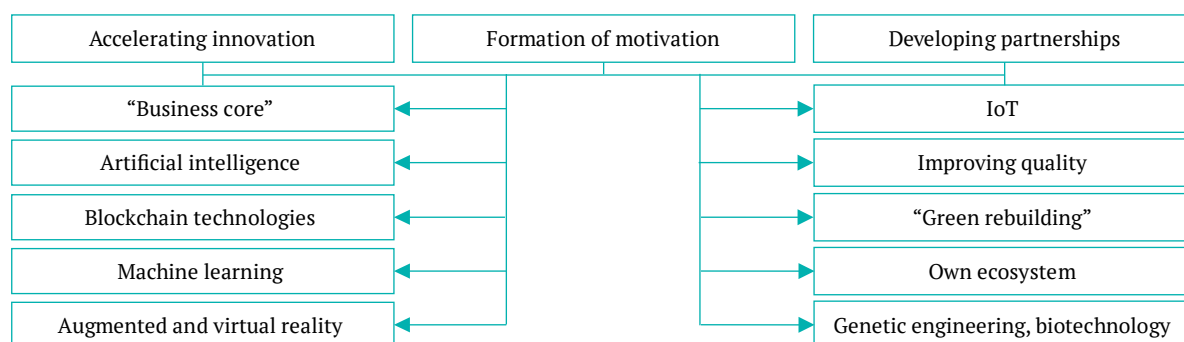 Accelerating innovation
Formation of motivation
Developing partnerships
“Business core”
IoT
Artificial intelligence
Improving quality
Blockchain technologies
“Green rebuilding”
Machine learning
Own ecosystem
Augmented and virtual reality
Genetic engineering, biotechnology